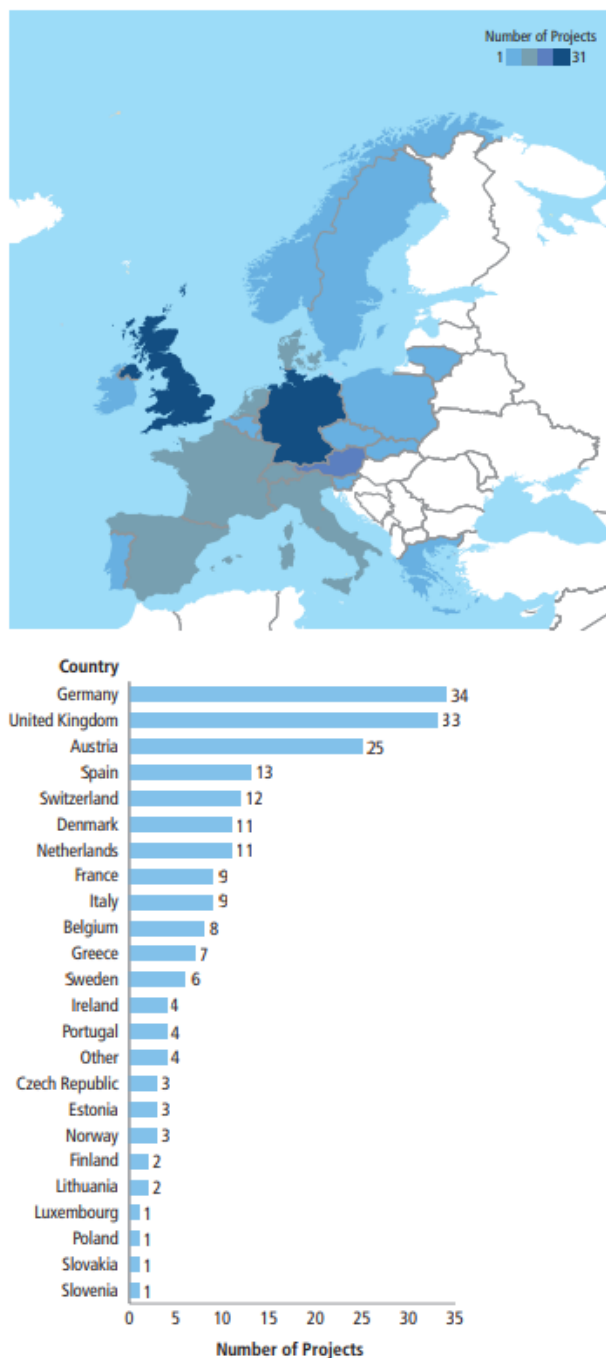 Number of Projects
1 31
Country
Germany 34
United Kingdom 33
Austria 25
Spain 13
Switzerland 12
Denmark 11
Netherlands 11
France 9
Italy 9
Belgium 8
Greece 7
Sweden 6
Ireland 4
Portugal 4
Other 4
Czech Republic 3
Estonia 3
Norway 3
Finland 2
Lithuania 2
Luxembourg 1
Poland 1
Slovakia 1
Slovenia 1
0 5 10 15 20 25 30 35
Number of Projects